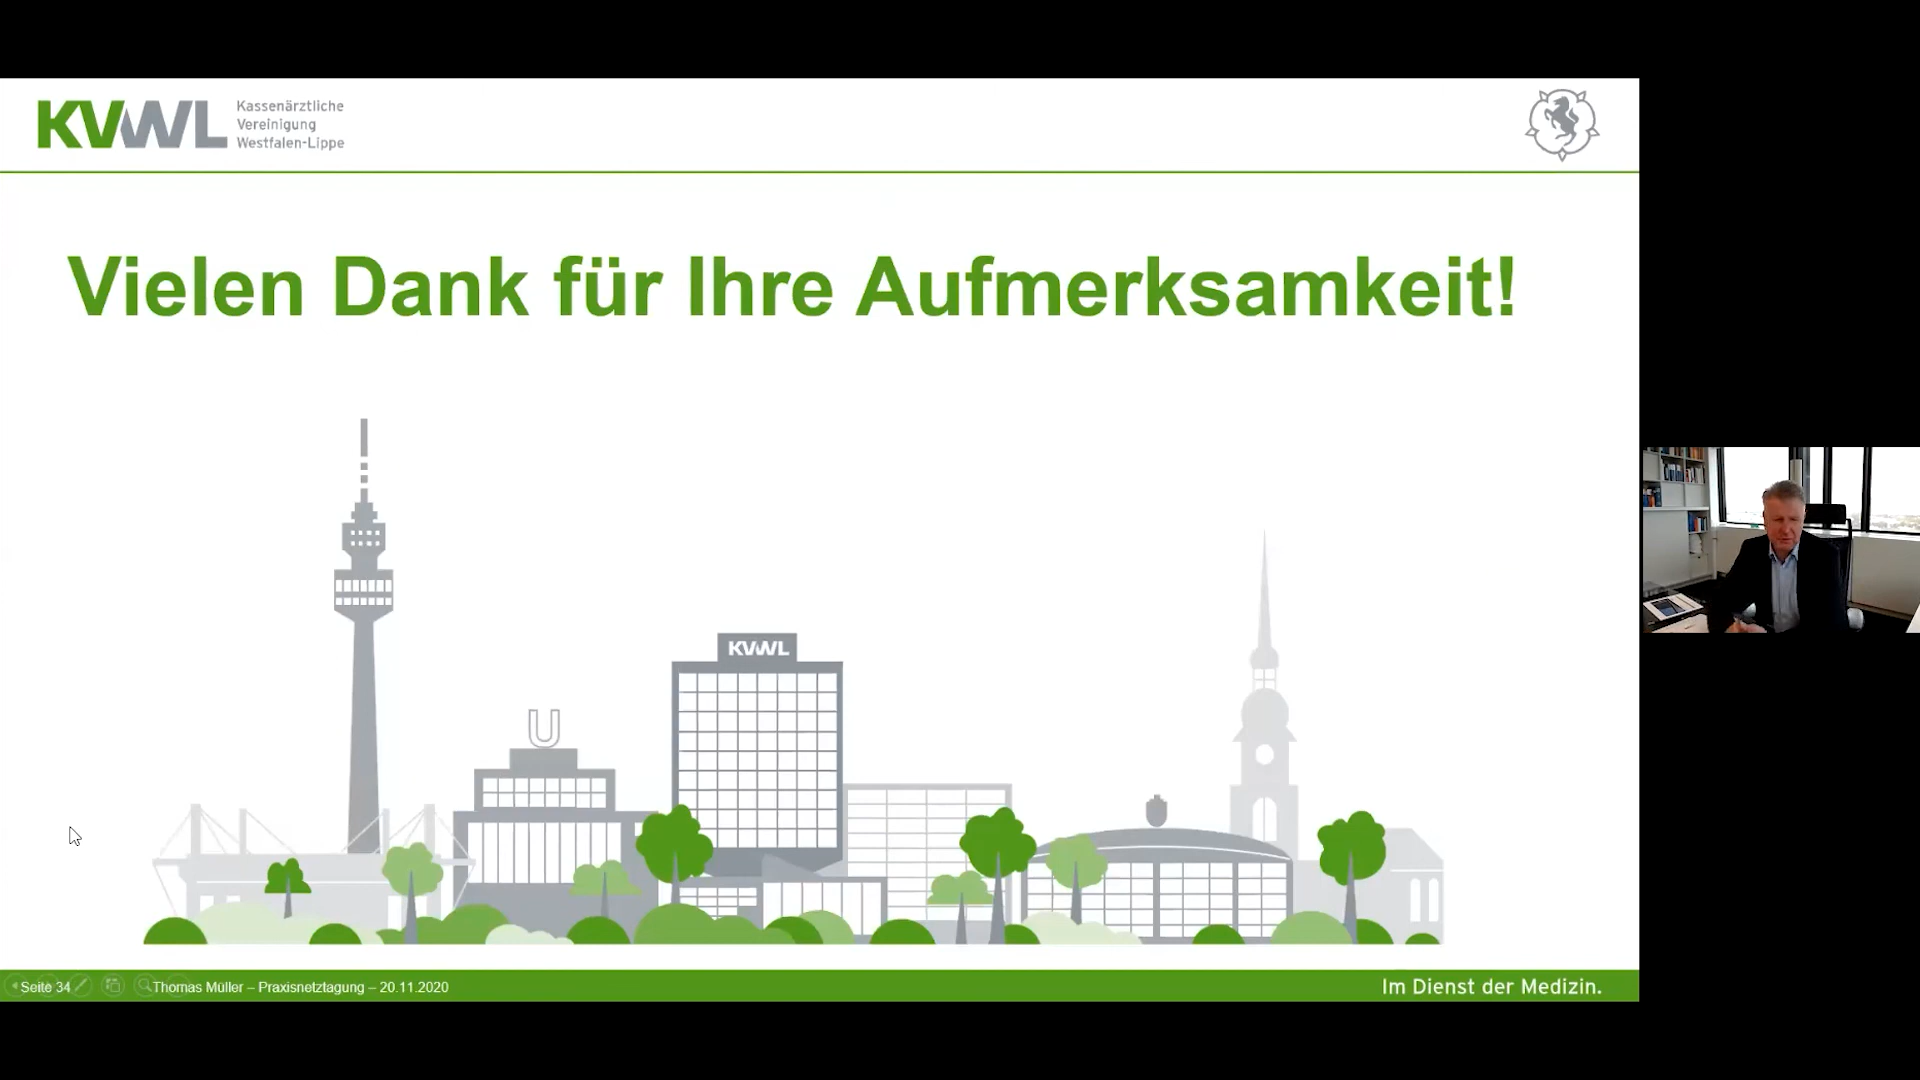 KVWL
Kassenärztliche
Vereinigung
Westfalen-Lippe
Vielen Dank für Ihre Aufmerksamkeit!
KVWL
U
Seite 34
Thomas Müller – Praxisnetztagung – 20.11.2020
Im Dienst der Medizin.